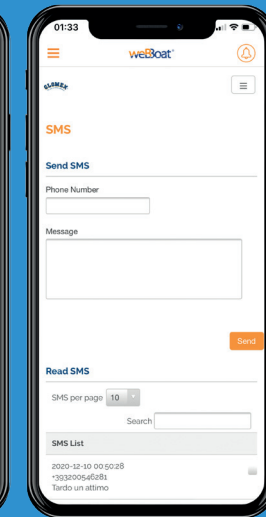 01:33
weBBoat
GLOMEX
SMS
Send SMS
Phone Number
Message
Send
Read SMS
SMS per page 10
Search
SMS List
2020-12-10 00:50:28
+393200546281
Tardo un attimo